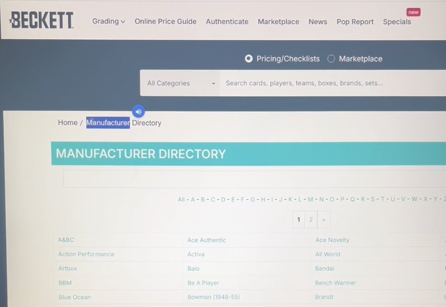 BECKETT
Grading Online Price Guide Authenticate Marketplace News Pop Report Specials
new
Pricing/Checklists Marketplace
All Categories Search cards, players, teams, boxes, brands, sets...
Home / Manufacturer Directory
MANUFACTURER DIRECTORY
All - A - B - C - D - E - F - G - H - I - J - K - L - M - N - O - P - Q - R - S - T - U - V - W - X - Y -
1 2 »
A&BC Ace Authentic Ace Novelty
Action Performance Activa All World
Artbox Baio Bandai
BBM Be A Player Bench Warmer
Blue Ocean Bowman (1948-55) Brandt